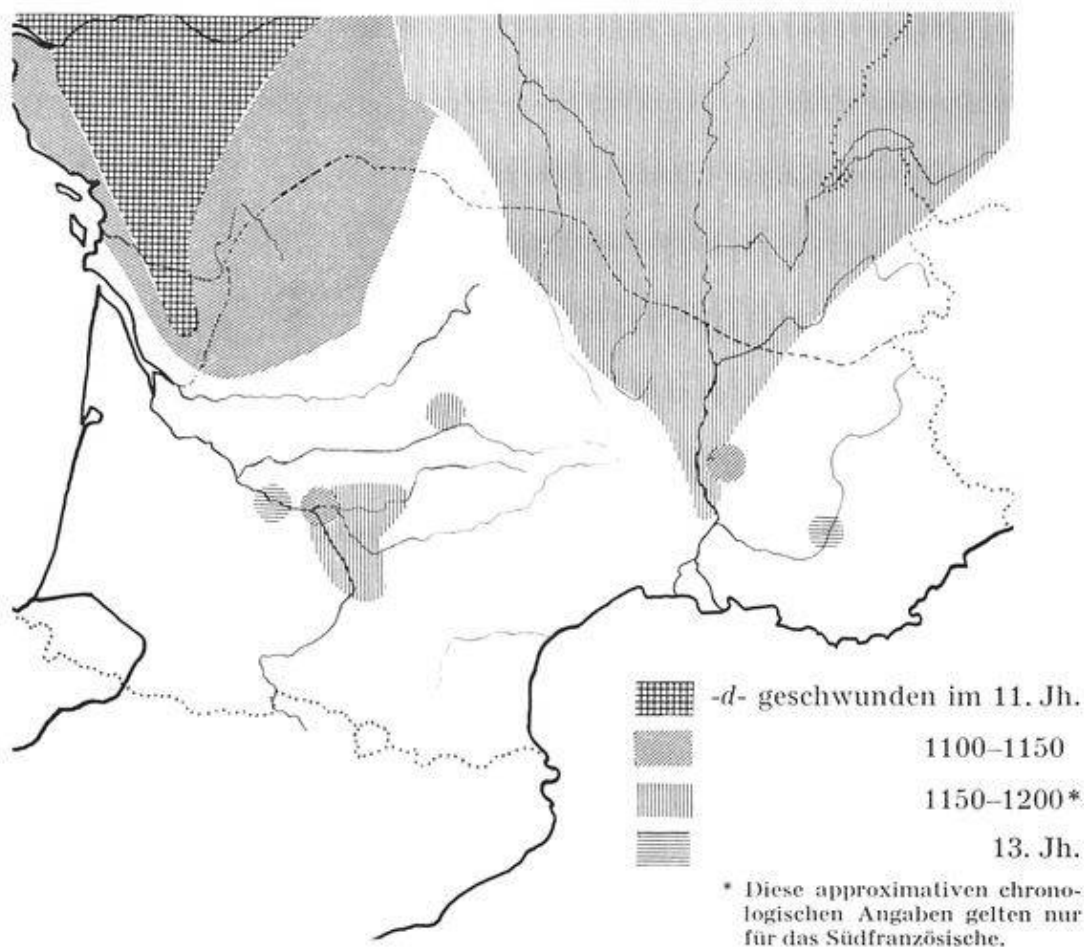 -d- geschwunden im 11. Jh.
1100–1150
1150–1200*
13. Jh.
* Diese approximativen chrono-
logischen Angaben gelten nur
für das Südfranzösische.